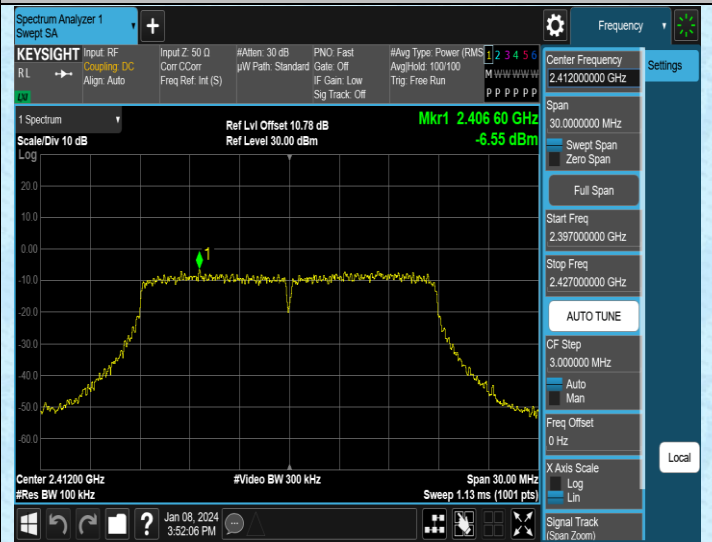 Spectrum Analyzer 1
Swept SA
Frequency
KEYSIGHT
RL
LXI
Input: RF
Coupling: DC
Align: Auto
Input Z: 50 Ω
Corr CCorr
Freq Ref: Int (S)
#Atten: 30 dB
µW Path: Standard
PNO: Fast
Gate: Off
IF Gain: Low
Sig Track: Off
#Avg Type: Power (RMS
Avg|Hold: 100/100
Trig: Free Run
1 2 3 4 5 6
M W W W W W
P P P P P P
1 Spectrum
Scale/Div 10 dB
Log
Ref Lvl Offset 10.78 dB
Ref Level 30.00 dBm
Mkr1 2.406 60 GHz
-6.55 dBm
20.0
10.0
0.00
-10.0
-20.0
-30.0
-40.0
-50.0
-60.0
1
Center 2.41200 GHz
#Res BW 100 kHz
#Video BW 300 kHz
Span 30.00 MHz
Sweep 1.13 ms (1001 pts)
Center Frequency
2.412000000 GHz
Span
30.0000000 MHz
Swept Span
Zero Span
Full Span
Start Freq
2.397000000 GHz
Stop Freq
2.427000000 GHz
AUTO TUNE
CF Step
3.000000 MHz
Auto
Man
Freq Offset
0 Hz
X Axis Scale
Log
Lin
Signal Track
(Span Zoom)
Settings
Local
?
Jan 08, 2024
3:52:06 PM